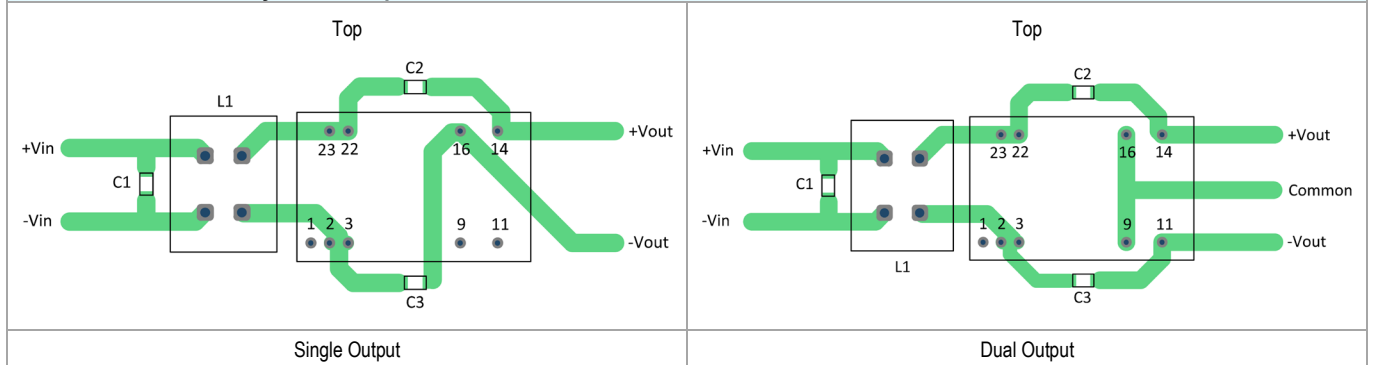 Top
C2
L1
+Vin
23 22
16
14
+Vout
C1
-Vin
1 2 3
9
11
-Vout
C3
Single Output
Top
C2
+Vin
23 22
16
14
+Vout
C1
Common
-Vin
1 2 3
9
11
-Vout
L1
C3
Dual Output